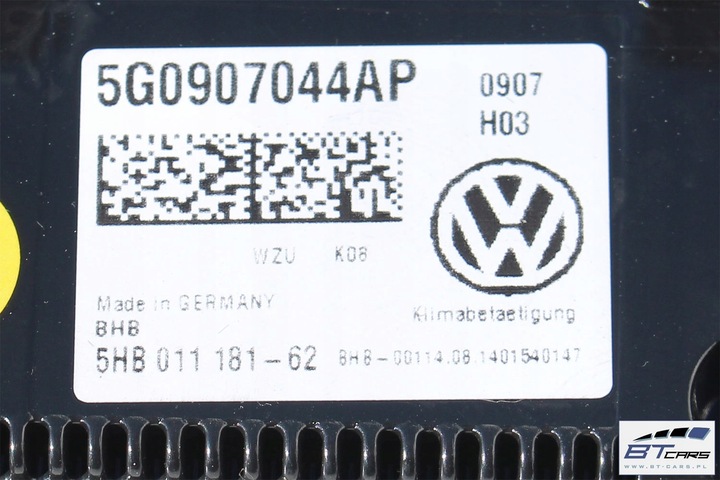 5G0907044AP
0907
H03
WZU K08
Made in GERMANY
BHB
Klimabetaetigung
5HB 011 181-62
BHB-00114.08.1401540147
BT CARS
WWW.BT-CARS.PL